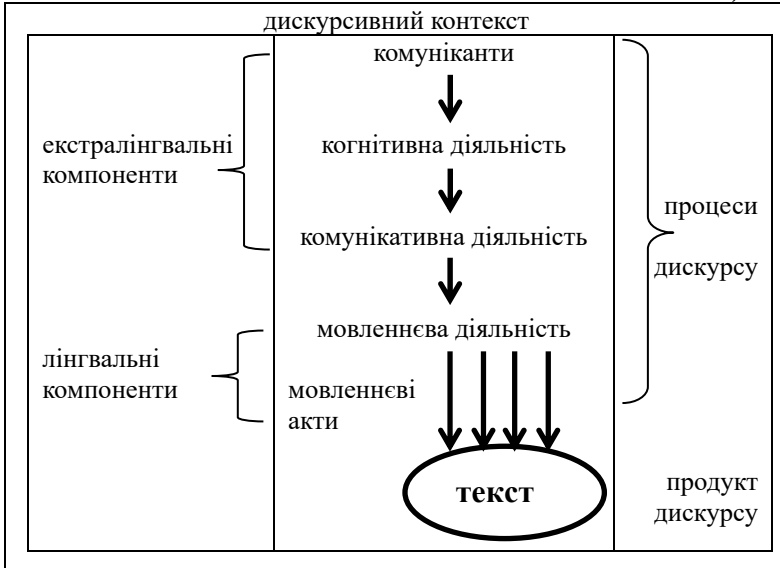 дискурсивний контекст
комуніканти
екстралінгвальні
компоненти
когнітивна діяльність
комунікативна діяльність
процеси
дискурсу
мовленнєва діяльність
лінгвальні
компоненти
мовленнєві
акти
текст
продукт
дискурсу